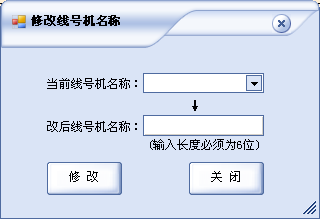 修改线号机名称
当前线号机名称：
改后线号机名称：
(输入长度必须为6位)
修 改 关 闭